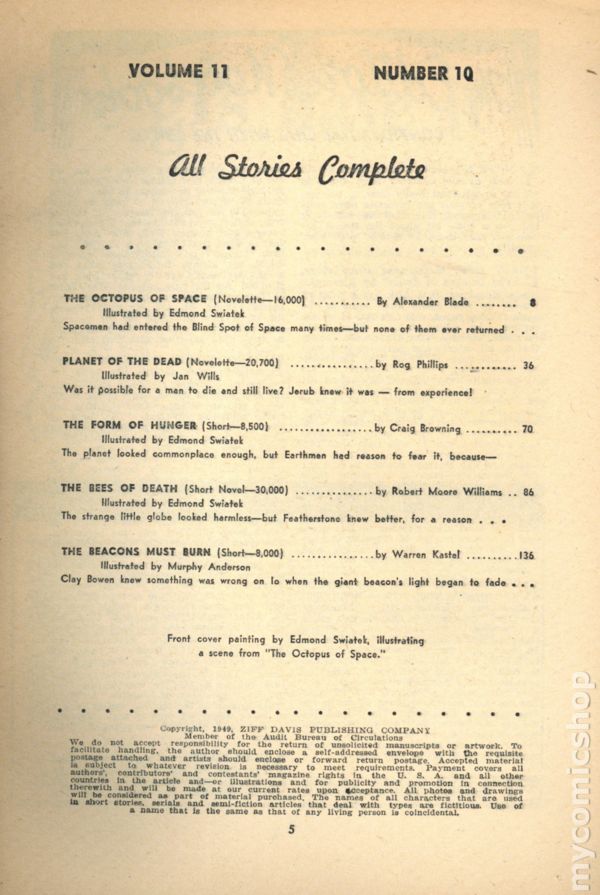 VOLUME 11 NUMBER 10
All Stories Complete
THE OCTOPUS OF SPACE (Novelette—16,000) ........... By Alexander Blade ........ 8
Illustrated by Edmond Swiatek
Spacemen had entered the Blind Spot of Space many times—but none of them ever returned . . .
PLANET OF THE DEAD (Novelette—20,700) ................by Rog Phillips ............ 36
Illustrated by Jan Wills
Was it possible for a man to die and still live? Jerub knew it was — from experience!
THE FORM OF HUNGER (Short—8,500) ..................by Craig Browning .......... 70
Illustrated by Edmond Swiatek
The planet looked commonplace enough, but Earthmen had reason to fear it, because—
THE BEES OF DEATH (Short Novel—30,000) ...............by Robert Moore Williams .. 86
Illustrated by Edmond Swiatek
The strange little globe looked harmless—but Featherstone knew better, for a reason . . .
THE BEACONS MUST BURN (Short—8,000) ................by Warren Kastel ..........136
Illustrated by Murphy Anderson
Clay Bowen knew something was wrong on Io when the giant beacon's light began to fade . . .
Front cover painting by Edmond Swiatek, illustrating
a scene from "The Octopus of Space."
Copyright, 1949, ZIFF DAVIS PUBLISHING COMPANY
Member of the Audit Bureau of Circulations
We do not accept responsibility for the return of unsolicited manuscripts or artwork. To
facilitate handling, the author should enclose a self-addressed envelope with the requisite
postage attached, and artists should enclose or forward return postage. Accepted material
is subject to whatever revision is necessary to meet requirements. Payment covers all
authors', contributors' and contestants' magazine rights in the U. S. A. and all other
countries in the article and—or illustrations and for publicity and promotion in connection
therewith and will be made at our current rates upon acceptance. All photos and drawings
will be considered as part of material purchased. The names of all characters that are used
in short stories, serials and semi-fiction articles that deal with types are fictitious. Use of
a name that is the same as that of any living person is coincidental.
5
mycomicshop